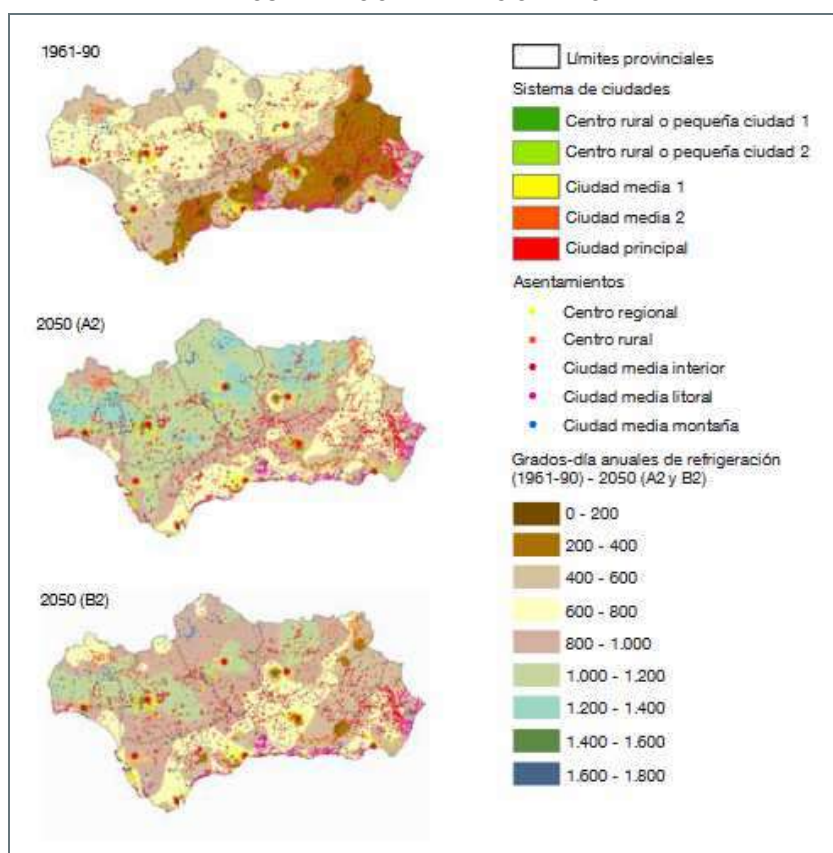 1961-90
2050 (A2)
2050 (B2)
Límites provinciales
Sistema de ciudades
Centro rural o pequeña ciudad 1
Centro rural o pequeña ciudad 2
Ciudad media 1
Ciudad media 2
Ciudad principal
Asentamientos
Centro regional
Centro rural
Ciudad media interior
Ciudad media litoral
Ciudad media montaña
Grados-día anuales de refrigeración
(1961-90) - 2050 (A2 y B2)
0 - 200
200 - 400
400 - 600
600 - 800
800 - 1.000
1.000 - 1.200
1.200 - 1.400
1.400 - 1.600
1.600 - 1.800